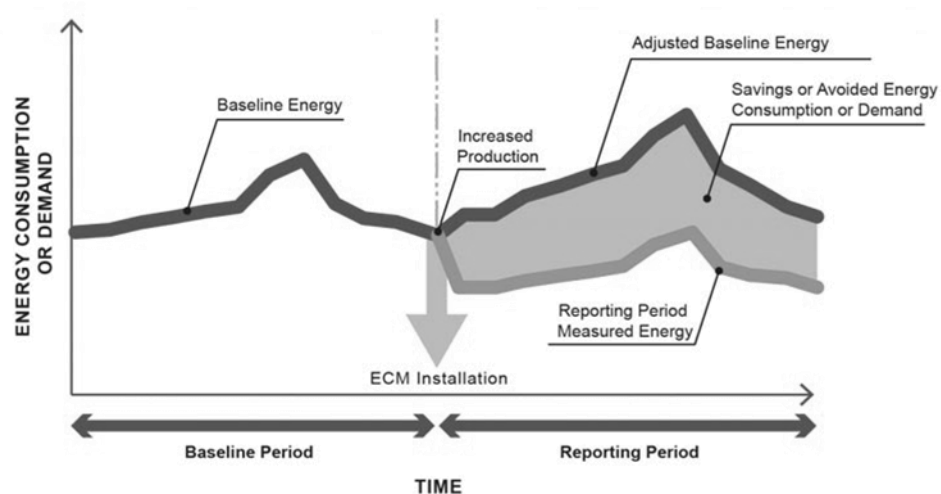 Adjusted Baseline Energy
Savings or Avoided Energy
Consumption or Demand
Baseline Energy
Increased
Production
ENERGY CONSUMPTION
OR DEMAND
Reporting Period
Measured Energy
ECM Installation
Baseline Period
Reporting Period
TIME